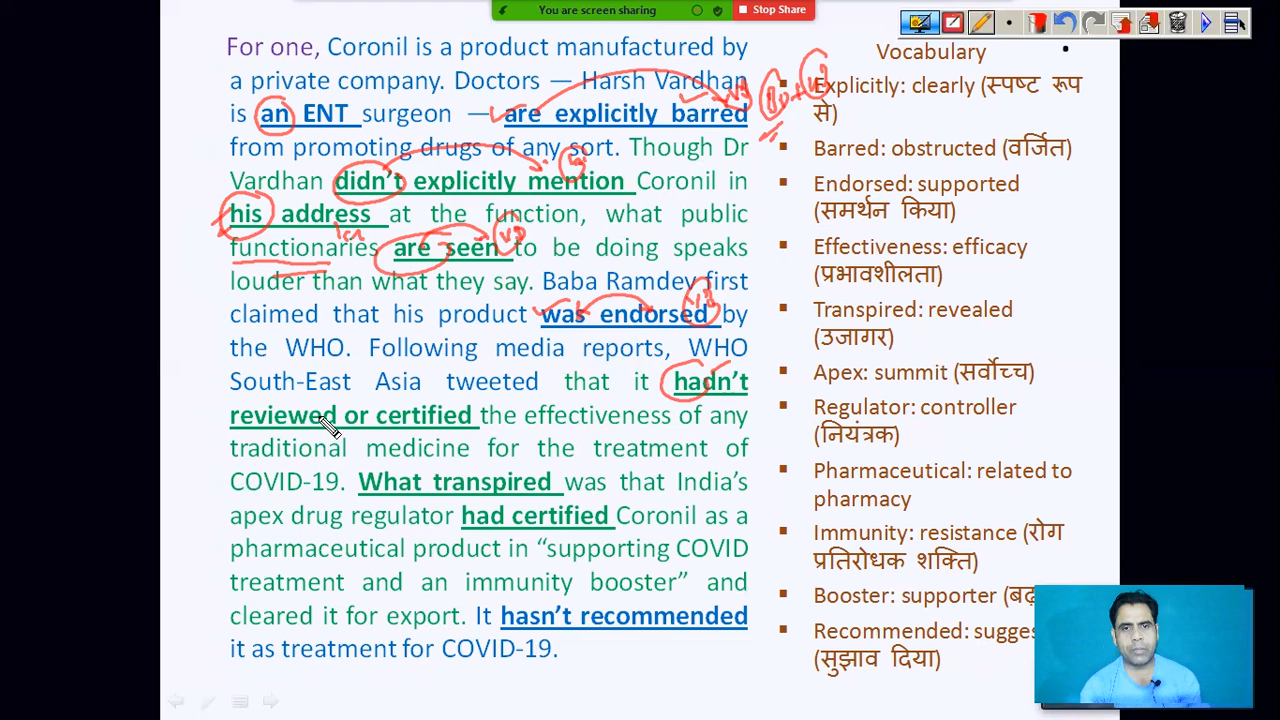 You are screen sharing
Stop Share
For one, Coronil is a product manufactured by
a private company. Doctors — Harsh Vardhan
is an ENT surgeon — are explicitly barred
from promoting drugs of any sort. Though Dr
Vardhan didn't explicitly mention Coronil in
his address at the function, what public
functionaries are seen to be doing speaks
louder than what they say. Baba Ramdev first
claimed that his product was endorsed by
the WHO. Following media reports, WHO
South-East Asia tweeted that it hadn't
reviewed or certified the effectiveness of any
traditional medicine for the treatment of
COVID-19. What transpired was that India's
apex drug regulator had certified Coronil as a
pharmaceutical product in “supporting COVID
treatment and an immunity booster” and
cleared it for export. It hasn't recommended
it as treatment for COVID-19.
Vocabulary
Explicitly: clearly (स्पष्ट रूप
से)
Barred: obstructed (वर्जित)
Endorsed: supported
(समर्थन किया)
Effectiveness: efficacy
(प्रभावशीलता)
Transpired: revealed
(उजागर)
Apex: summit (सर्वोच्च)
Regulator: controller
(नियंत्रक)
Pharmaceutical: related to
pharmacy
Immunity: resistance (रोग
प्रतिरोधक शक्ति)
Booster: supporter
Recommended:
(सुझाव दिया)